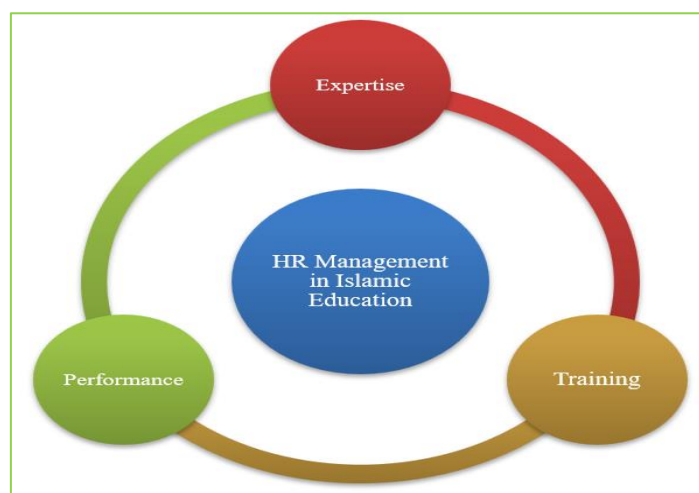 Expertise
HR Management
in Islamic
Education
Performance
Training